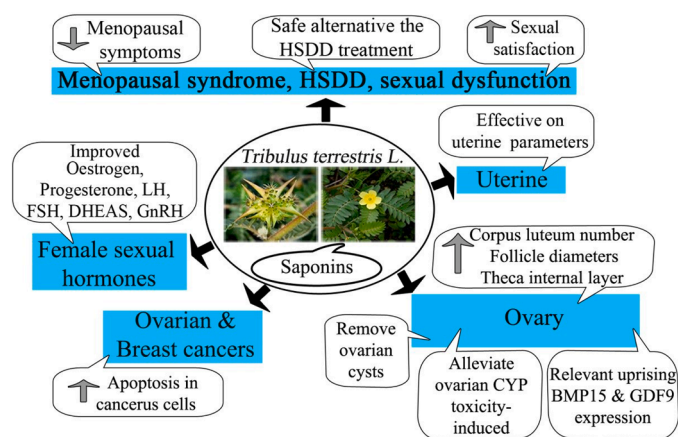 Menopausal
symptoms
Safe alternative the
HSDD treatment
Sexual
satisfaction
Menopausal syndrome, HSDD, sexual dysfunction
Tribulus terrestris L.
Saponins
Effective on
uterine parameters
Uterine
Improved
Oestrogen,
Progesterone, LH,
FSH, DHEAS, GnRH
Female sexual
hormones
Corpus luteum number
Follicle diameters
Theca internal layer
Ovary
Ovarian &
Breast cancers
Apoptosis in
cancerus cells
Remove
ovarian
cysts
Alleviate
ovarian CYP
toxicity-
induced
Relevant uprising
BMP15 & GDF9
expression